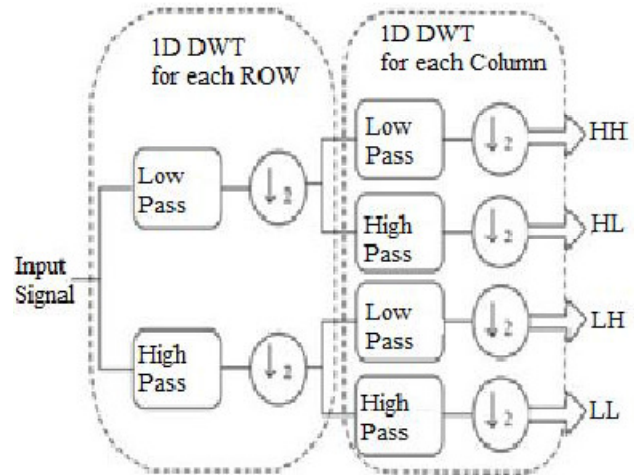 1D DWT
for each ROW
1D DWT
for each Column
Low
Pass
↓ 2
HH
Low
Pass
↓ 2
High
Pass
↓ 2
HL
Input
Signal
Low
Pass
↓ 2
LH
High
Pass
↓ 2
High
Pass
↓ 2
LL